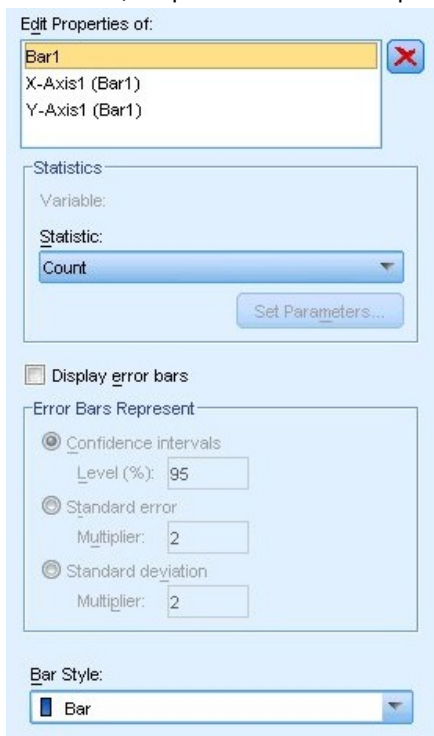 Edit Properties of:
Bar1
X-Axis1 (Bar1)
Y-Axis1 (Bar1)
Statistics
Variable:
Statistic:
Count
Set Parameters...
Display error bars
Error Bars Represent
Confidence intervals
Level (%): 95
Standard error
Multiplier: 2
Standard deviation
Multiplier: 2
Bar Style:
Bar